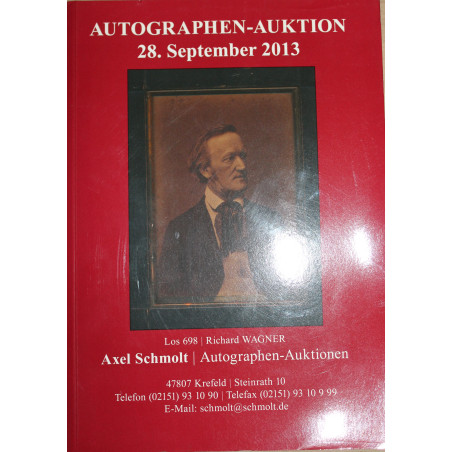 AUTOGRAPHEN-AUKTION
28. September 2013
Los 698 | Richard WAGNER
Axel Schmolt | Autographen-Auktionen
47807 Krefeld | Steinrath 10
Telefon (02151) 93 10 90 | Telefax (02151) 93 10 9 99
E-Mail: schmolt@schmolt.de